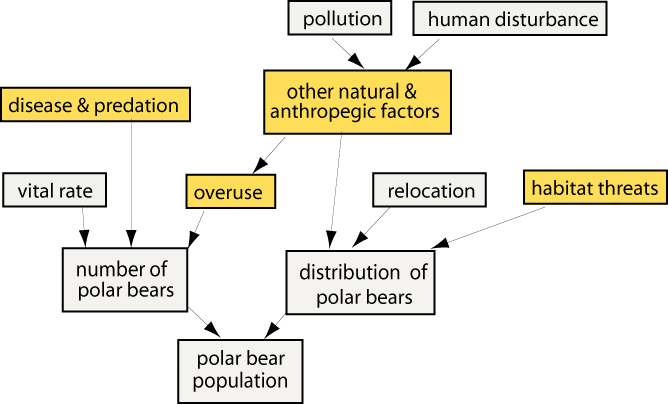 pollution
human disturbance
other natural &
anthropegic factors
disease & predation
vital rate
overuse
relocation
habitat threats
number of
polar bears
distribution of
polar bears
polar bear
population